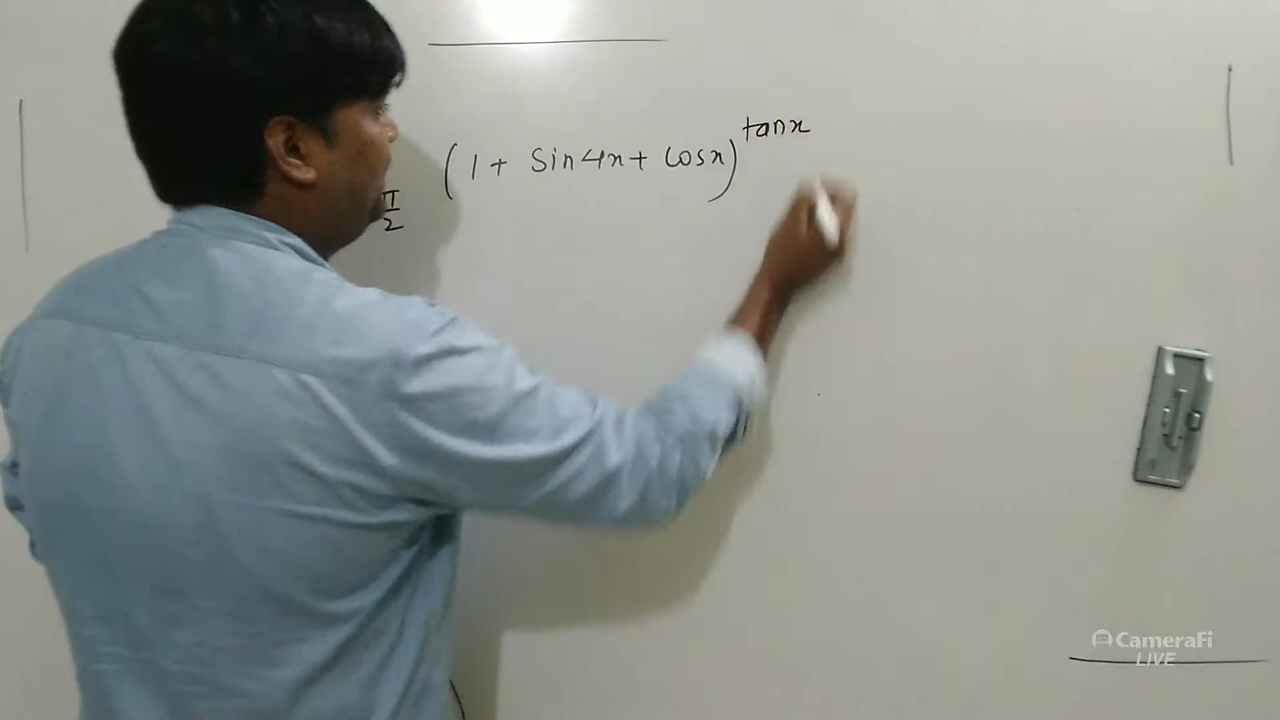 π/2 (1 + Sin4x + Cosx)^tanx
CameraFi
LIVE